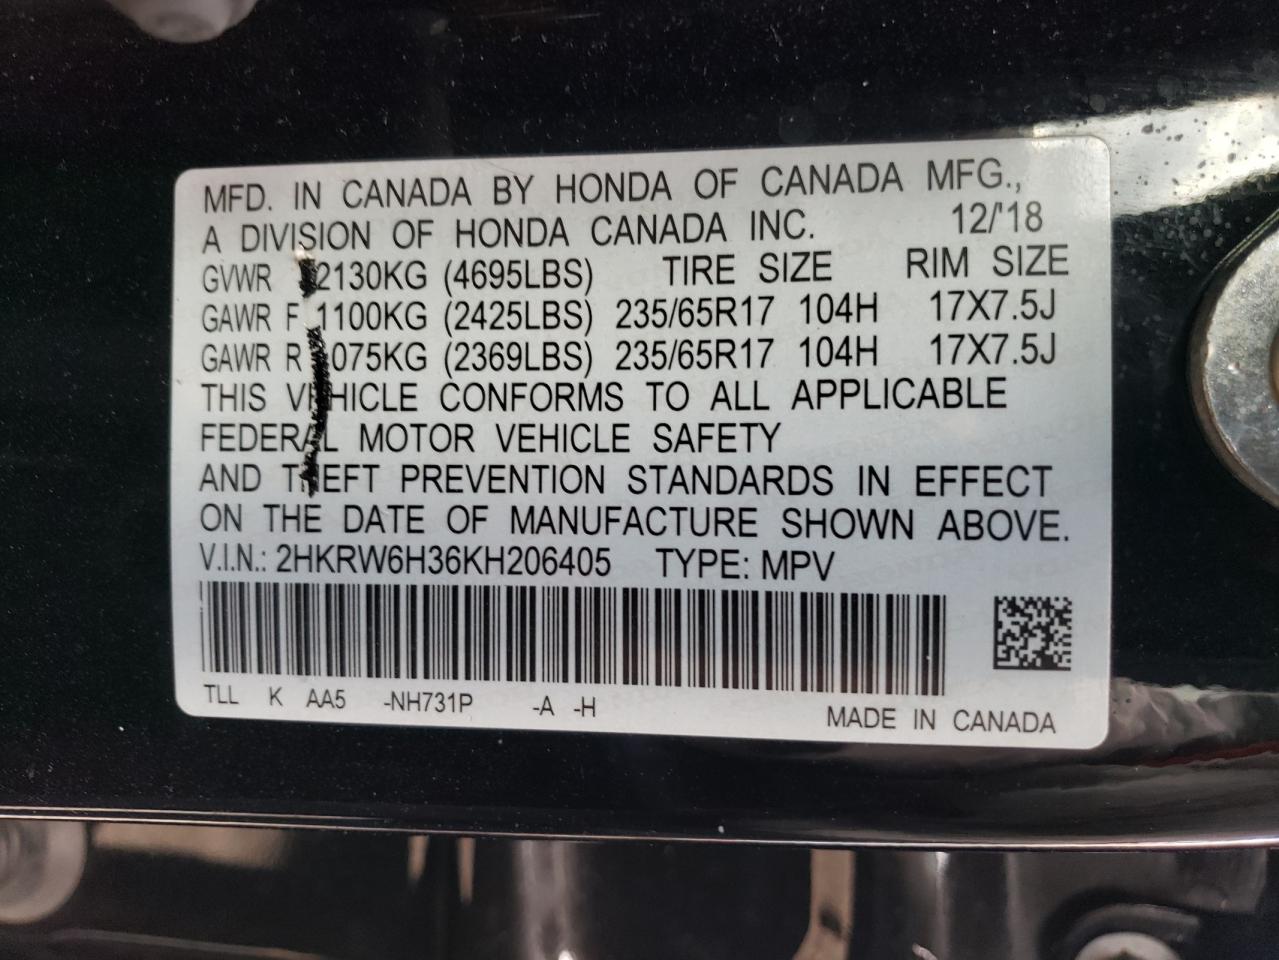 MFD. IN CANADA BY HONDA OF CANADA MFG.,
A DIVISION OF HONDA CANADA INC. 12/'18
GVWR 2130KG (4695LBS) TIRE SIZE RIM SIZE
GAWR F 1100KG (2425LBS) 235/65R17 104H 17X7.5J
GAWR R 1075KG (2369LBS) 235/65R17 104H 17X7.5J
THIS VEHICLE CONFORMS TO ALL APPLICABLE
FEDERAL MOTOR VEHICLE SAFETY
AND THEFT PREVENTION STANDARDS IN EFFECT
ON THE DATE OF MANUFACTURE SHOWN ABOVE.
V.I.N.: 2HKRW6H36KH206405 TYPE: MPV
TLL K AA5 -NH731P -A -H
MADE IN CANADA